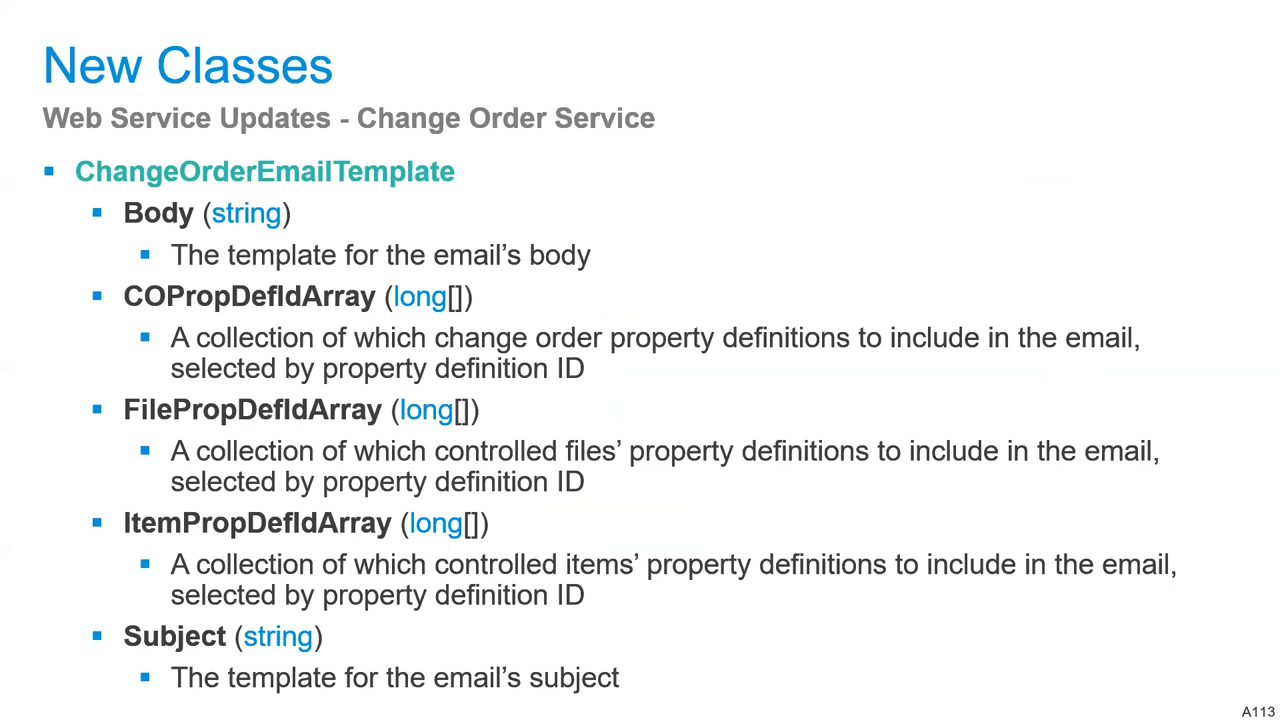 New Classes
Web Service Updates - Change Order Service
ChangeOrderEmailTemplate
Body (string)
The template for the email’s body
COPropDefIdArray (long[])
A collection of which change order property definitions to include in the email,
selected by property definition ID
FilePropDefIdArray (long[])
A collection of which controlled files’ property definitions to include in the email,
selected by property definition ID
ItemPropDefIdArray (long[])
A collection of which controlled items’ property definitions to include in the email,
selected by property definition ID
Subject (string)
The template for the email’s subject
A113